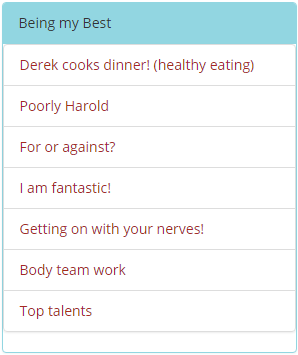 Being my Best
Derek cooks dinner! (healthy eating)
Poorly Harold
For or against?
I am fantastic!
Getting on with your nerves!
Body team work
Top talents